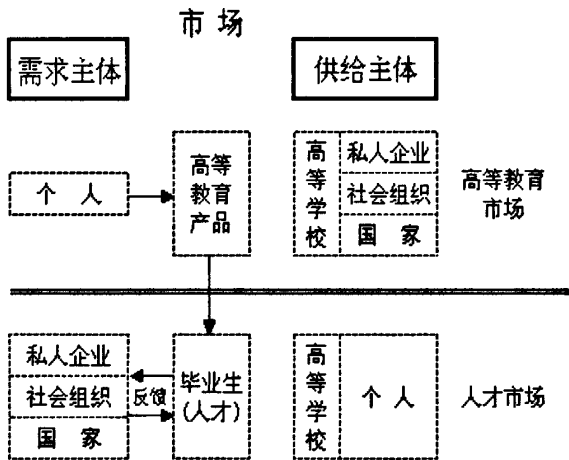 市场
需求主体
供给主体
个人
高等
教育
产品
高等学校
私人企业
社会组织
国家
高等教育
市场
私人企业
社会组织
国家
反馈
毕业生
(人才)
高等学校
个人
人才市场